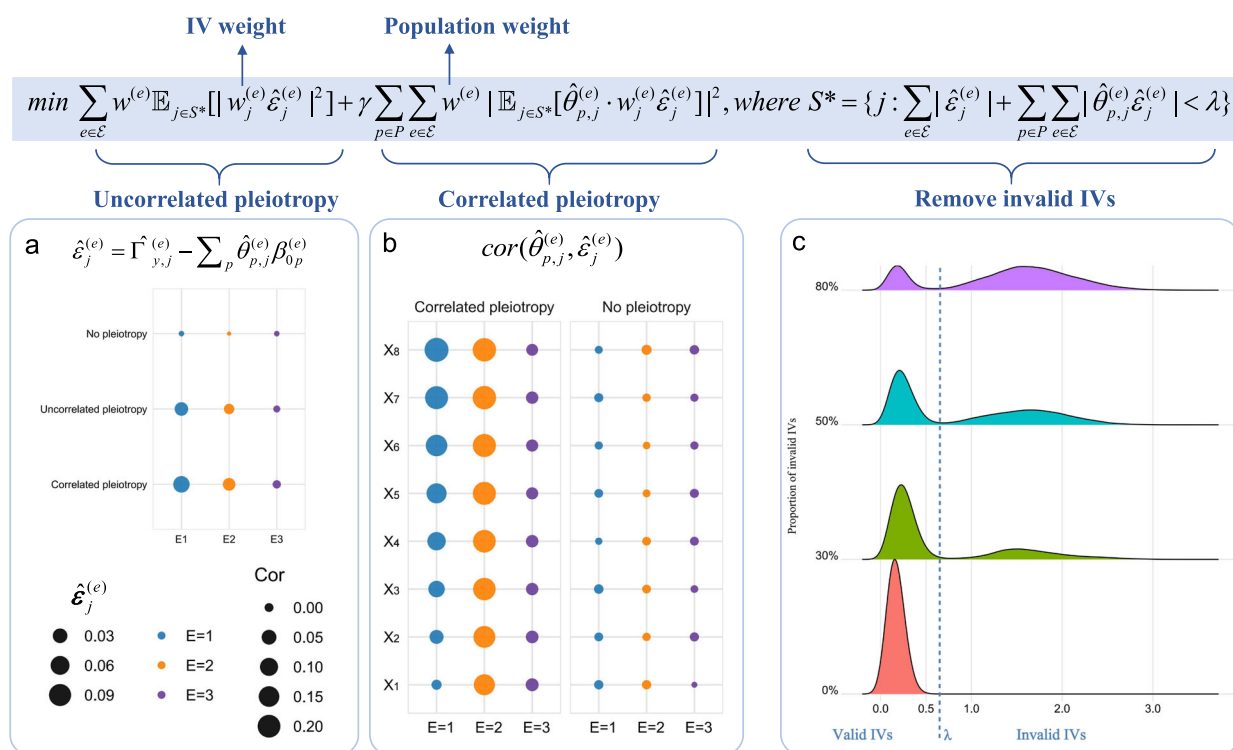 IV weight Population weight
min ∑_{e∈ℰ} w^{(e)} 𝔼_{j∈S*}[| w_j^{(e)} ε̂_j^{(e)} |²] + γ ∑_{p∈P} ∑_{e∈ℰ} w^{(e)} | 𝔼_{j∈S*}[θ̂_{p,j}^{(e)} · w_j^{(e)} ε̂_j^{(e)}] |², where S* = {j : ∑_{e∈ℰ} | ε̂_j^{(e)} | + ∑_{p∈P} ∑_{e∈ℰ} | θ̂_{p,j}^{(e)} ε̂_j^{(e)} | < λ}
Uncorrelated pleiotropy Correlated pleiotropy Remove invalid IVs
a
ε̂_j^{(e)} = Γ̂_{y,j}^{(e)} − ∑_p θ̂_{p,j}^{(e)} β_{0p}^{(e)}
No pleiotropy
Uncorrelated pleiotropy
Correlated pleiotropy
E1 E2 E3
ε̂_j^{(e)}
0.03
0.06
0.09
E=1
E=2
E=3
Cor
0.00
0.05
0.10
0.15
0.20
b
cor(θ̂_{p,j}^{(e)}, ε̂_j^{(e)})
Correlated pleiotropy No pleiotropy
X8
X7
X6
X5
X4
X3
X2
X1
E=1 E=2 E=3 E=1 E=2 E=3
c
Proportion of invalid IVs
80%
50%
30%
0%
0.0 0.5 1.0 2.0 3.0
Valid IVs λ Invalid IVs